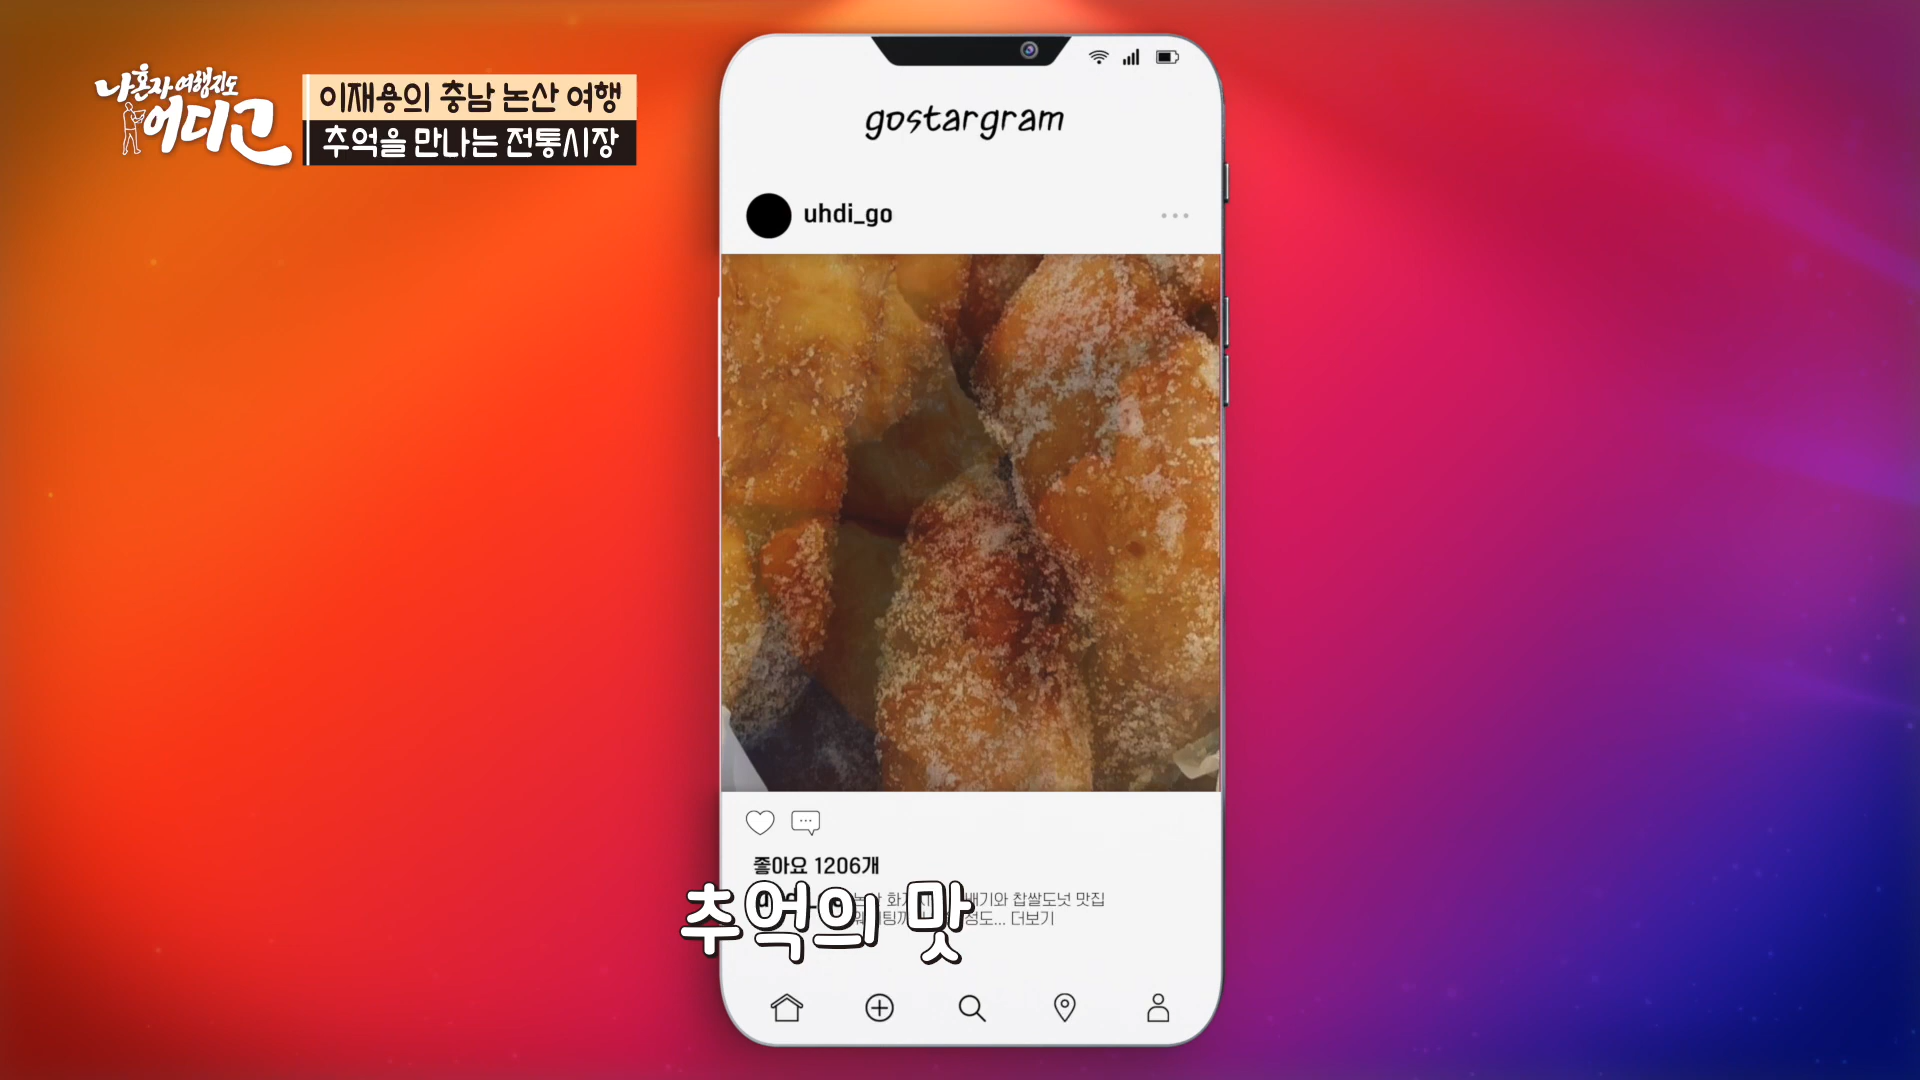 나혼자 여행지도
어디고
이재용의 충남 논산 여행
추억을 만나는 전통시장
gostargram
uhdi_go
좋아요 1206개
배기와 찹쌀도넛 맛집
정도... 더보기
추억의 맛